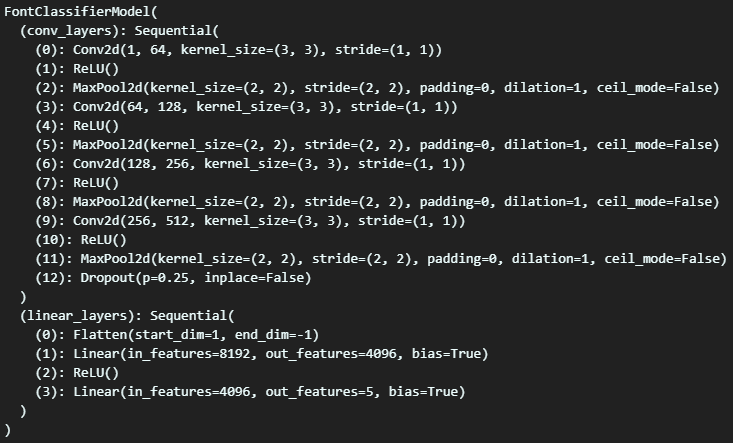 FontClassifierModel(
  (conv_layers): Sequential(
    (0): Conv2d(1, 64, kernel_size=(3, 3), stride=(1, 1))
    (1): ReLU()
    (2): MaxPool2d(kernel_size=(2, 2), stride=(2, 2), padding=0, dilation=1, ceil_mode=False)
    (3): Conv2d(64, 128, kernel_size=(3, 3), stride=(1, 1))
    (4): ReLU()
    (5): MaxPool2d(kernel_size=(2, 2), stride=(2, 2), padding=0, dilation=1, ceil_mode=False)
    (6): Conv2d(128, 256, kernel_size=(3, 3), stride=(1, 1))
    (7): ReLU()
    (8): MaxPool2d(kernel_size=(2, 2), stride=(2, 2), padding=0, dilation=1, ceil_mode=False)
    (9): Conv2d(256, 512, kernel_size=(3, 3), stride=(1, 1))
    (10): ReLU()
    (11): MaxPool2d(kernel_size=(2, 2), stride=(2, 2), padding=0, dilation=1, ceil_mode=False)
    (12): Dropout(p=0.25, inplace=False)
  )
  (linear_layers): Sequential(
    (0): Flatten(start_dim=1, end_dim=-1)
    (1): Linear(in_features=8192, out_features=4096, bias=True)
    (2): ReLU()
    (3): Linear(in_features=4096, out_features=5, bias=True)
  )
)